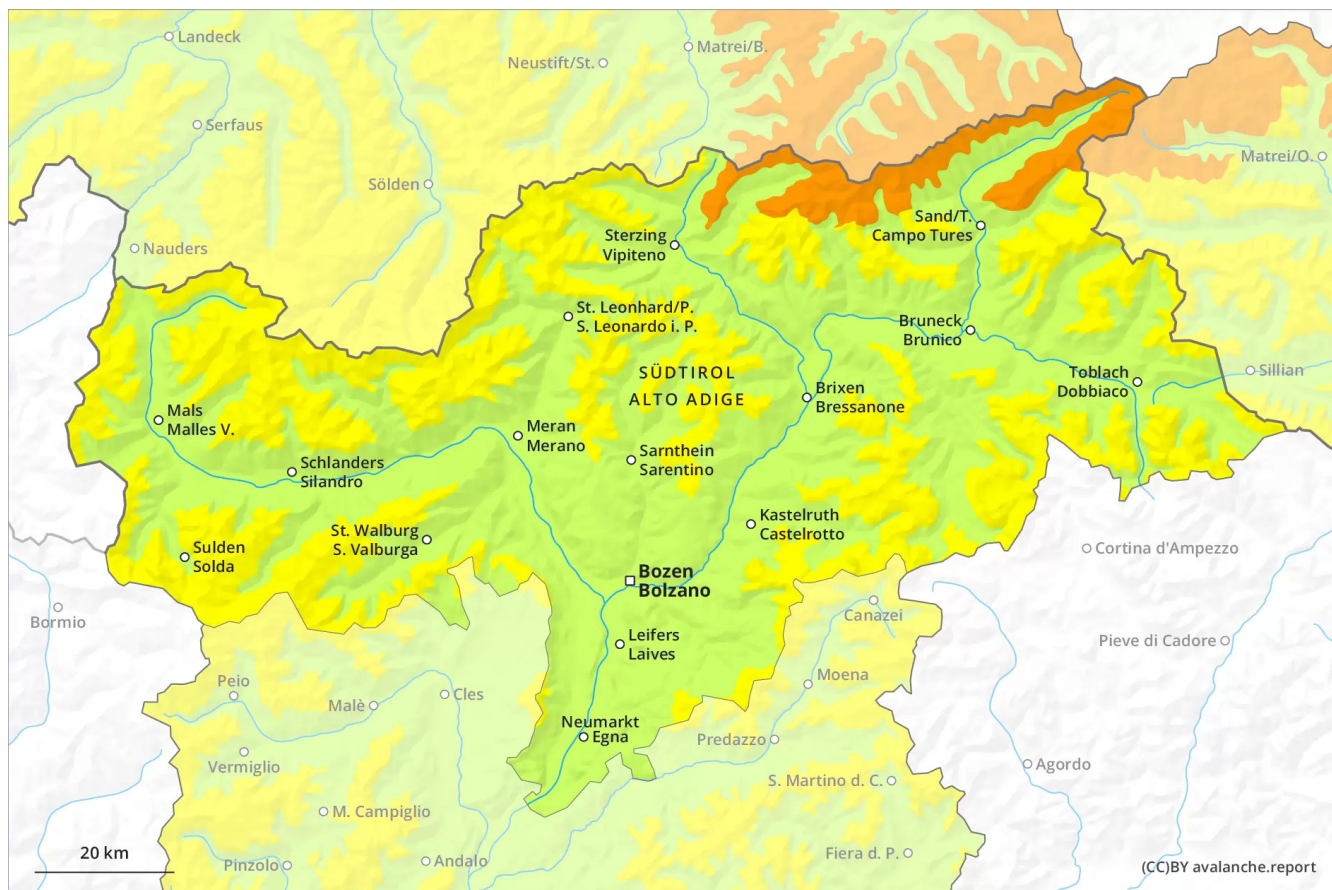 Landeck
Matrei/B.
Neustift/St.
Serfaus
Matrei/O.
Sölden
Sand/T.
Campo Tures
Sterzing
Vipiteno
Nauders
St. Leonhard/P.
S. Leonardo i. P.
Bruneck
Brunico
SÜDTIROL
ALTO ADIGE
Toblach
Dobbiaco
Sillian
Brixen
Bressanone
Mals
Malles V.
Meran
Merano
Sarnthein
Sarentino
Schlanders
Silandro
Kastelruth
Castelrotto
St. Walburg
S. Valburga
Sulden
Solda
Cortina d'Ampezzo
Bozen
Bolzano
Bormio
Canazei
Leifers
Laives
Pieve di Cadore
Peio
Moena
Malè
Cles
Neumarkt
Egna
Predazzo
Vermiglio
Agordo
S. Martino d. C.
M. Campiglio
20 km
Pinzolo
Andalo
Fiera d. P.
(CC)BY avalanche.report